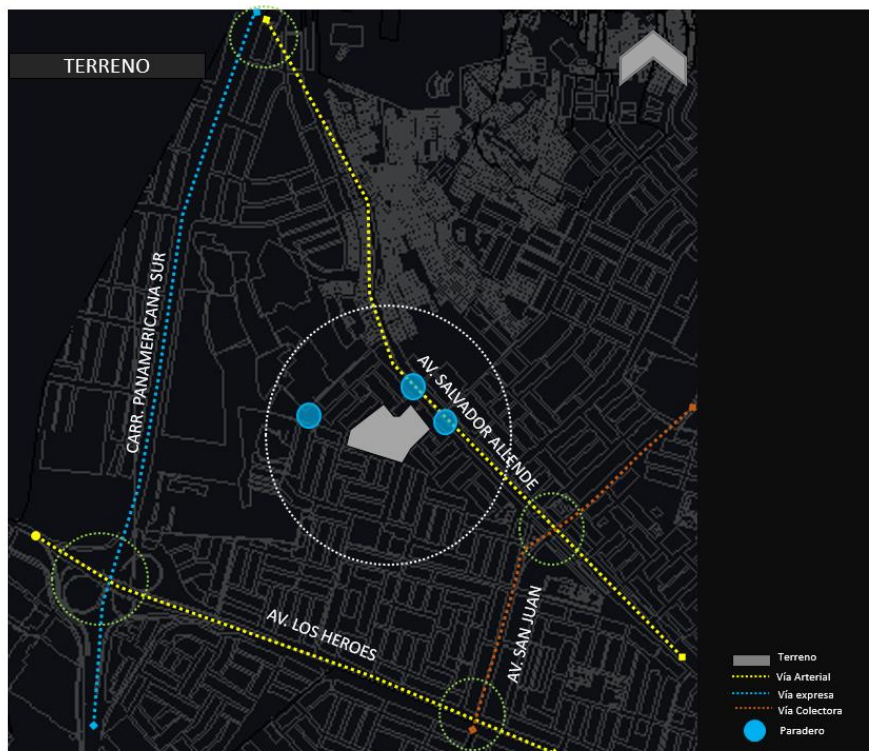 TERRENO
CARR. PANAMERICANA SUR
AV. SALVADOR ALLENDE
AV. SAN JUAN
AV. LOS HEROES
Terreno
Vía Arterial
Vía expresa
Vía Colectora
Paradero